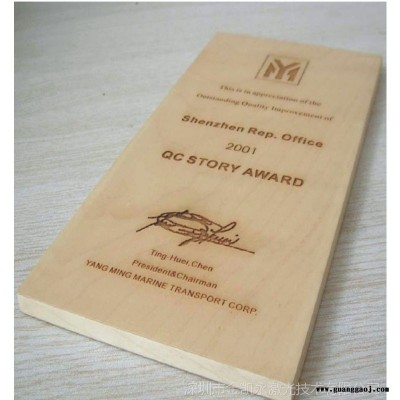 This is in appreciation of the
Outstanding Quality Improvement of
Shenzhen Rep. Office
2001
QC STORY AWARD
Ting-Huei,Chen
President&Chairman
YANG MING MARINE TRANSPORT CORP.
www.guanggaoj.com